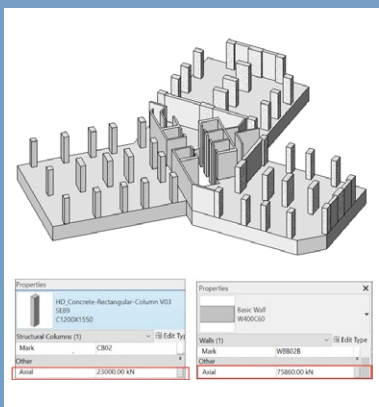 Properties
HD_Concrete-Rectangular-Column V03
SE89
C1200X1550
Structural Columns (1)
Edit Typ
Mark
CB02
Other
Axial
23000.00 kN
Properties
X
Basic Wall
W400C60
Walls (1)
Edit Type
Mark
WBB02B
Other
Axial
75860.00 kN